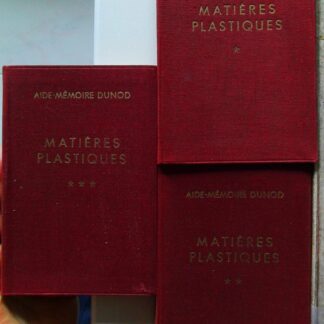 MATIÈRES
PLASTIQUES
*
AIDE-MÉMOIRE DUNOD
MATIÈRES
PLASTIQUES
* * *
AIDE-MÉMOIRE DUNOD
MATIÈRES
PLASTIQUES
* *